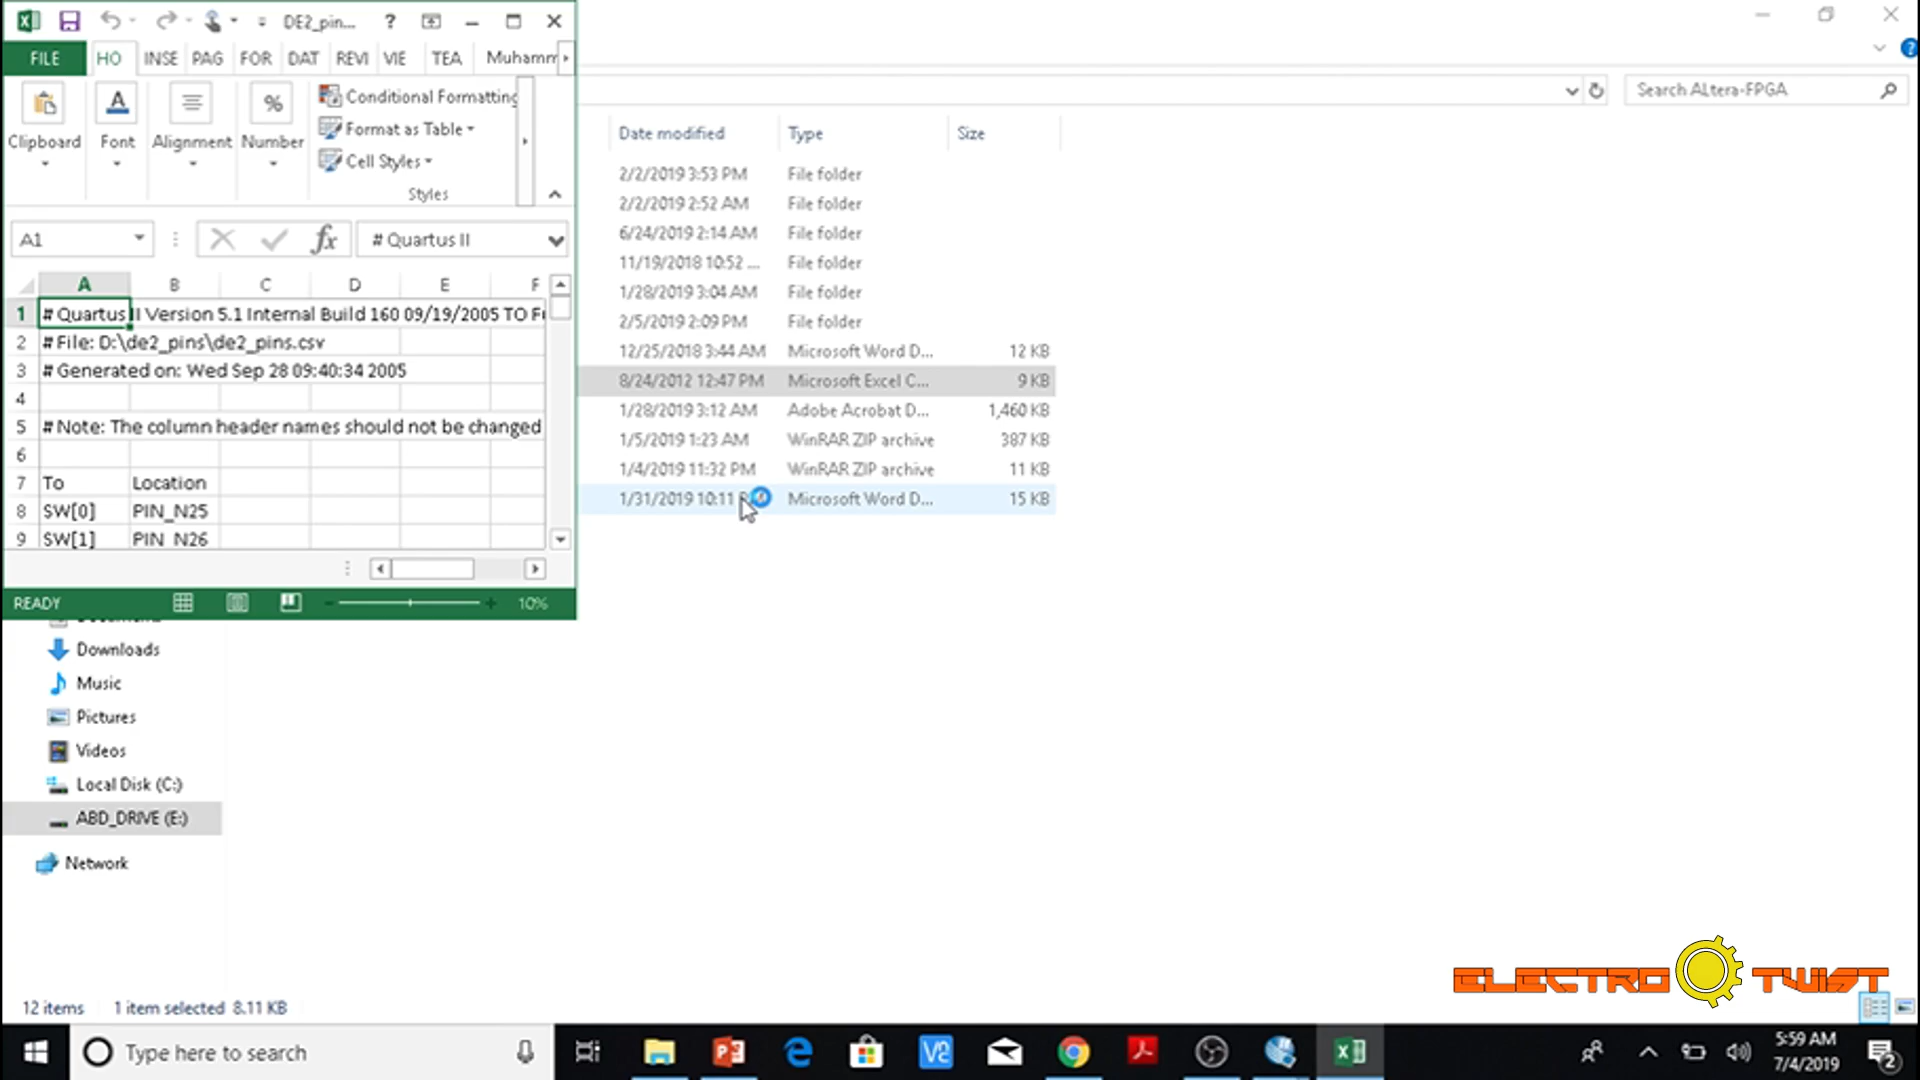 DE2_pin... ?
FILE HO INSE PAG FOR DAT REVI VIE TEA Muhamm
Clipboard Font Alignment Number
Conditional Formatting
Format as Table
Cell Styles
Styles
A1 fx # Quartus II
A B C D E F
1 # Quartus II Version 5.1 Internal Build 160 09/19/2005 TO
2 # File: D:\de2_pins\de2_pins.csv
3 # Generated on: Wed Sep 28 09:40:34 2005
4
5 # Note: The column header names should not be changed
6
7 To Location
8 SW[0] PIN_N25
9 SW[1] PIN_N26
READY 10%
Search ALtera-FPGA
Date modified Type Size
2/2/2019 3:53 PM File folder
2/2/2019 2:52 AM File folder
6/24/2019 2:14 AM File folder
11/19/2018 10:52 ... File folder
1/28/2019 3:04 AM File folder
2/5/2019 2:09 PM File folder
12/25/2018 3:44 AM Microsoft Word D... 12 KB
8/24/2012 12:47 PM Microsoft Excel C... 9 KB
1/28/2019 3:12 AM Adobe Acrobat D... 1,460 KB
1/5/2019 1:23 AM WinRAR ZIP archive 387 KB
1/4/2019 11:32 PM WinRAR ZIP archive 11 KB
1/31/2019 10:11 Microsoft Word D... 15 KB
Downloads
Music
Pictures
Videos
Local Disk (C:)
ABD_DRIVE (E:)
Network
12 items 1 item selected 8.11 KB
ELECTRO TWIST
Type here to search
5:59 AM
7/4/2019
2